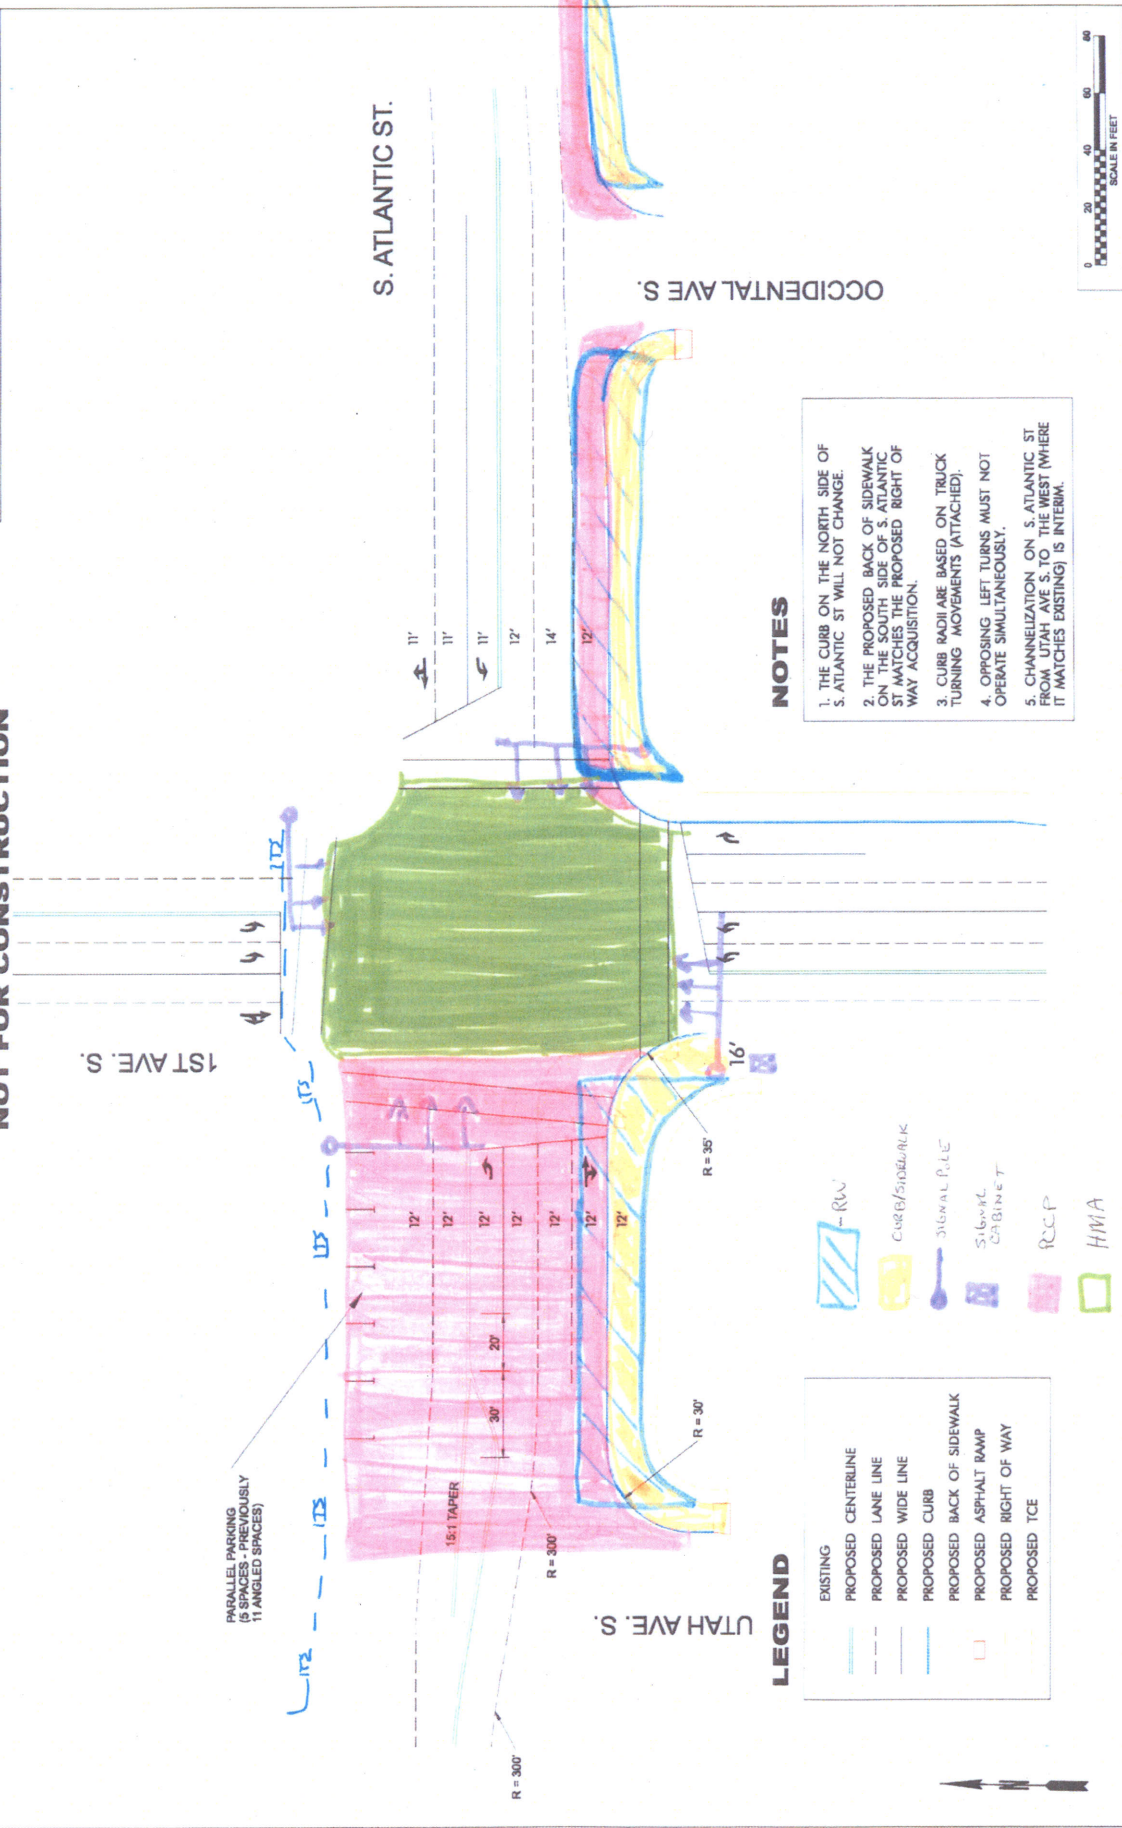 NOT FOR CONSTRUCTION
1ST AVE. S.
S. ATLANTIC ST.
OCCIDENTAL AVE S.
UTAH AVE. S.
PARALLEL PARKING
(5 SPACES - PREVIOUSLY
11 ANGLED SPACES)
ITS
ITS
ITS
ITS
ITS
11'
11'
11'
12'
14'
12'
12'
12'
12'
12'
12'
12'
12'
20'
30'
15:1 TAPER
R = 300'
R = 300'
R = 30'
R = 35'
16'
NOTES
1. THE CURB ON THE NORTH SIDE OF
S. ATLANTIC ST WILL NOT CHANGE.
2. THE PROPOSED BACK OF SIDEWALK
ON THE SOUTH SIDE OF S. ATLANTIC
ST MATCHES THE PROPOSED RIGHT OF
WAY ACQUISITION.
3. CURB RADII ARE BASED ON TRUCK
TURNING MOVEMENTS (ATTACHED).
4. OPPOSING LEFT TURNS MUST NOT
OPERATE SIMULTANEOUSLY.
5. CHANNELIZATION ON S. ATLANTIC ST
FROM UTAH AVE S. TO THE WEST (WHERE
IT MATCHES EXISTING) IS INTERIM.
LEGEND
EXISTING
PROPOSED CENTERLINE
PROPOSED LANE LINE
PROPOSED WIDE LINE
PROPOSED CURB
PROPOSED BACK OF SIDEWALK
PROPOSED ASPHALT RAMP
PROPOSED RIGHT OF WAY
PROPOSED TCE
- RW
CURB/SIDEWALK
SIGNAL POLE
SIGNAL
CABINET
PCCP
HMA
N
0 20 40 60 80
SCALE IN FEET